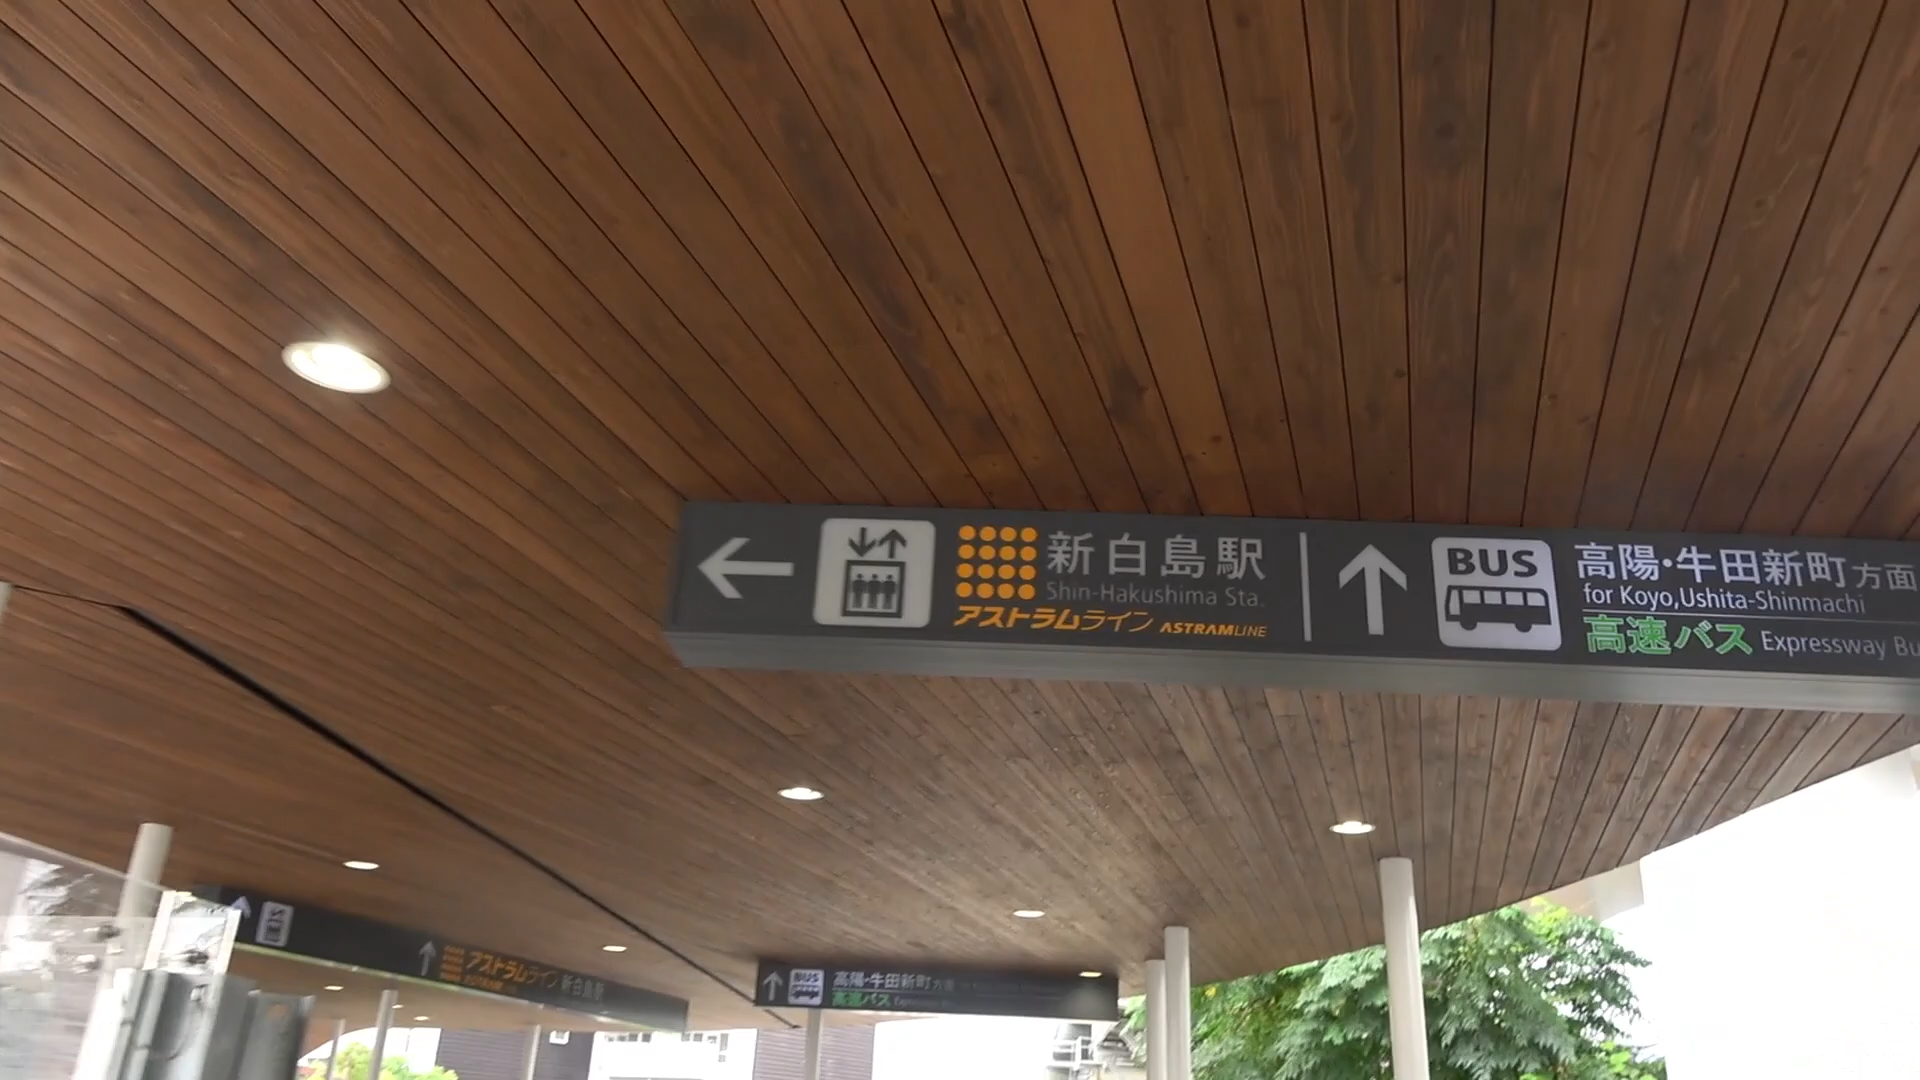 新白島駅
Shin-Hakushima Sta.
アストラムライン ASTRAMLINE
BUS
高陽・牛田新町方面
for Koyo,Ushita-Shinmachi
高速バス Expressway
アストラムライン 新白島駅
BUS
高陽・牛田新町方面
高速バス